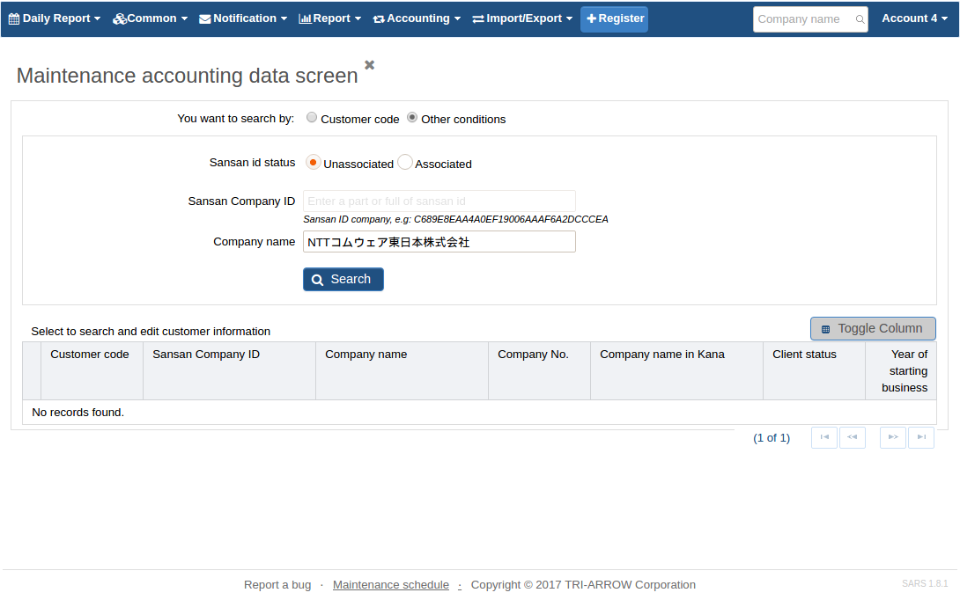 Daily Report Common Notification Report Accounting Import/Export Register Company name Account 4
Maintenance accounting data screen
You want to search by: Customer code Other conditions
Sansan id status Unassociated Associated
Sansan Company ID Enter a part or full of sansan id
Sansan ID company, e.g: C689E8EAA4A0EF19006AAAF6A2DCCCEA
Company name NTTコムウェア東日本株式会社
Search
Select to search and edit customer information Toggle Column
Customer code Sansan Company ID Company name Company No. Company name in Kana Client status Year of
starting
business
No records found.
(1 of 1)
Report a bug · Maintenance schedule · Copyright © 2017 TRI-ARROW Corporation SARS 1.8.1